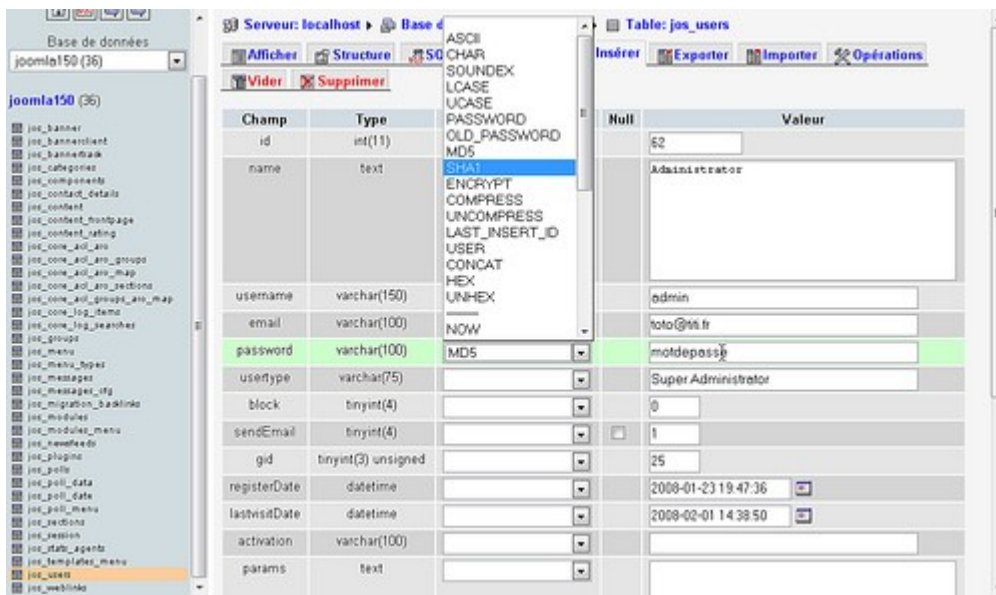 Base de données
joomla150 (36)
joomla150 (36)
jos_banner
jos_bannerclient
jos_bannertrack
jos_categories
jos_components
jos_contact_details
jos_content
jos_content_frontpage
jos_content_rating
jos_core_acl_aro
jos_core_acl_aro_groups
jos_core_acl_aro_map
jos_core_acl_aro_sections
jos_core_acl_groups_aro_map
jos_core_log_items
jos_core_log_searches
jos_groups
jos_menu
jos_menu_types
jos_messages
jos_messages_cfg
jos_migration_backlinks
jos_modules
jos_modules_menu
jos_newsfeeds
jos_plugins
jos_polls
jos_poll_data
jos_poll_date
jos_poll_menu
jos_sections
jos_session
jos_stats_agents
jos_templates_menu
jos_users
jos_weblinks
Serveur: localhost ▸ Base d ▸ Table: jos_users
Afficher Structure SQ Insérer Exporter Importer Opérations
Vider Supprimer
Champ Type Null Valeur
id int(11) 62
name text Administrator
ASCII
CHAR
SOUNDEX
LCASE
UCASE
PASSWORD
OLD_PASSWORD
MD5
SHA1
ENCRYPT
COMPRESS
UNCOMPRESS
LAST_INSERT_ID
USER
CONCAT
HEX
UNHEX
--------
NOW
username varchar(150) admin
email varchar(100) toto@titi.fr
password varchar(100) MD5 motdepasse
usertype varchar(75) Super Administrator
block tinyint(4) 0
sendEmail tinyint(4) 1
gid tinyint(3) unsigned 25
registerDate datetime 2008-01-23 19:47:36
lastvisitDate datetime 2008-02-01 14:38:50
activation varchar(100)
params text